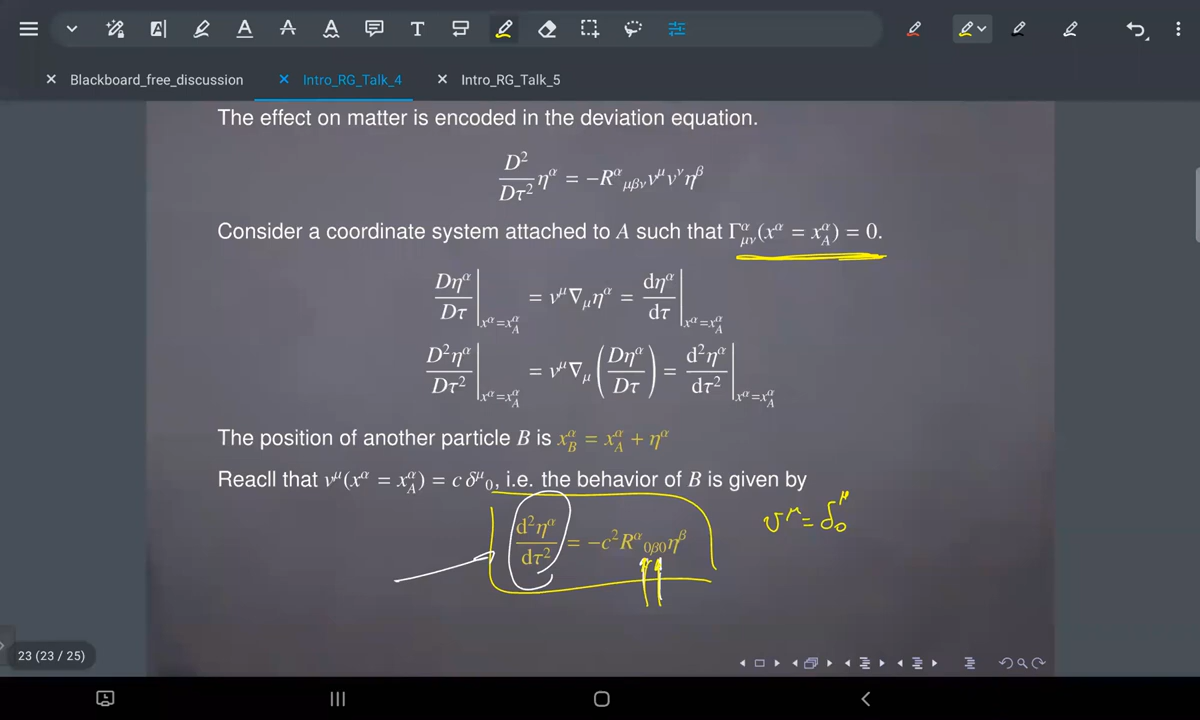 Blackboard_free_discussion Intro_RG_Talk_4 Intro_RG_Talk_5
The effect on matter is encoded in the deviation equation.
D²/Dτ² η^α = −R^α_{μβν} v^μ v^ν η^β
Consider a coordinate system attached to A such that Γ^α_{μν}(x^α = x^α_A) = 0.
Dη^α/Dτ |_{x^α=x^α_A} = v^μ ∇_μ η^α = dη^α/dτ |_{x^α=x^α_A}
D²η^α/Dτ² |_{x^α=x^α_A} = v^μ ∇_μ (Dη^α/Dτ) = d²η^α/dτ² |_{x^α=x^α_A}
The position of another particle B is x^α_B = x^α_A + η^α
Reacll that v^μ(x^α = x^α_A) = c δ^μ_0, i.e. the behavior of B is given by
d²η^α/dτ² = −c² R^α_{0β0} η^β
v^μ = δ^μ_0
23 (23 / 25)